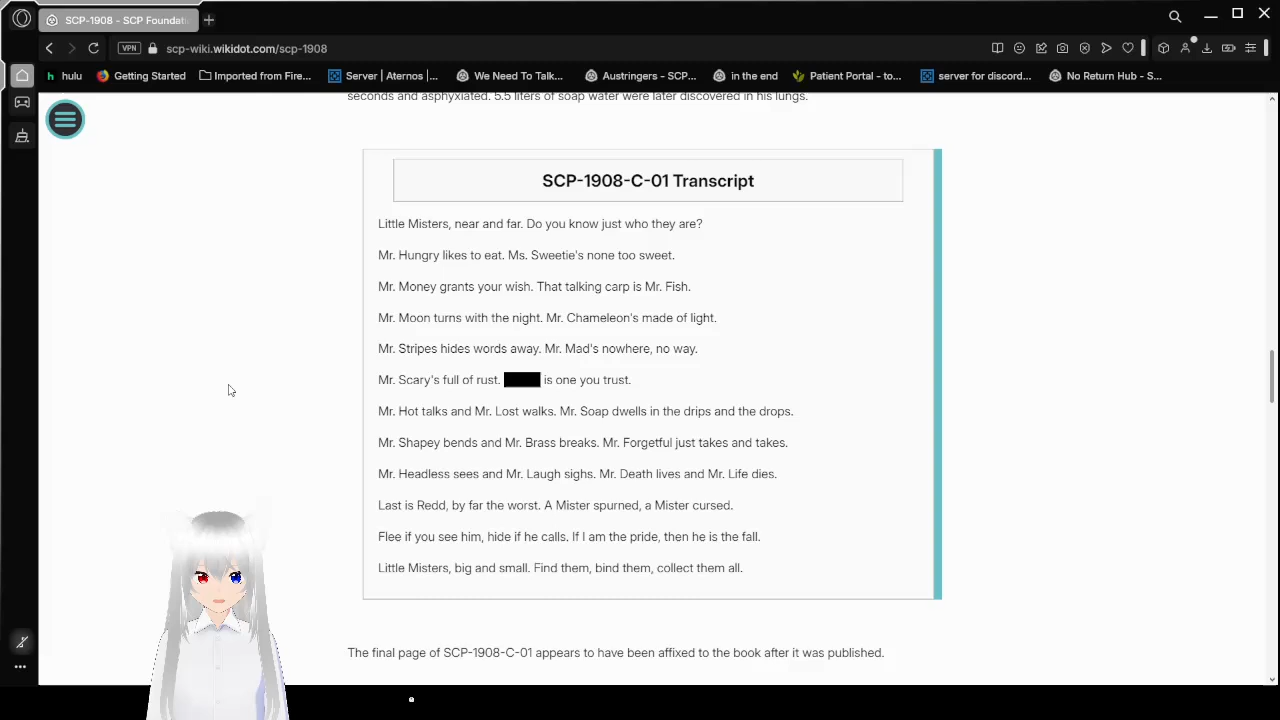 SCP-1908 - SCP Foundati
scp-wiki.wikidot.com/scp-1908
VPN
hulu
Getting Started
Imported from Fire...
Server | Aternos |...
We Need To Talk...
Austringers - SCP...
in the end
Patient Portal - to...
server for discord...
No Return Hub - S...
seconds and asphyxiated. 5.5 liters of soap water were later discovered in his lungs.
SCP-1908-C-01 Transcript
Little Misters, near and far. Do you know just who they are?
Mr. Hungry likes to eat. Ms. Sweetie's none too sweet.
Mr. Money grants your wish. That talking carp is Mr. Fish.
Mr. Moon turns with the night. Mr. Chameleon's made of light.
Mr. Stripes hides words away. Mr. Mad's nowhere, no way.
Mr. Scary's full of rust. is one you trust.
Mr. Hot talks and Mr. Lost walks. Mr. Soap dwells in the drips and the drops.
Mr. Shapey bends and Mr. Brass breaks. Mr. Forgetful just takes and takes.
Mr. Headless sees and Mr. Laugh sighs. Mr. Death lives and Mr. Life dies.
Last is Redd, by far the worst. A Mister spurned, a Mister cursed.
Flee if you see him, hide if he calls. If I am the pride, then he is the fall.
Little Misters, big and small. Find them, bind them, collect them all.
The final page of SCP-1908-C-01 appears to have been affixed to the book after it was published.